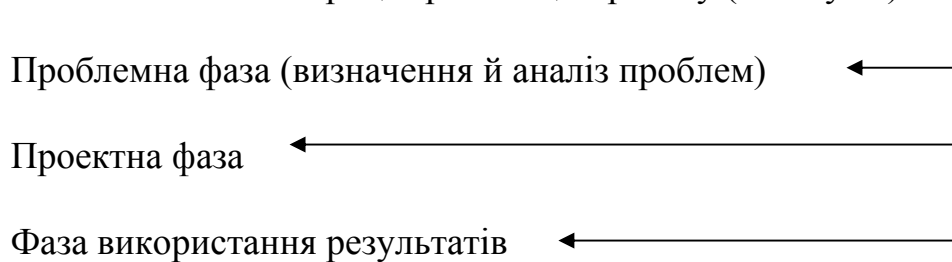 Проблемна фаза (визначення й аналіз проблем)
Проектна фаза
Фаза використання результатів